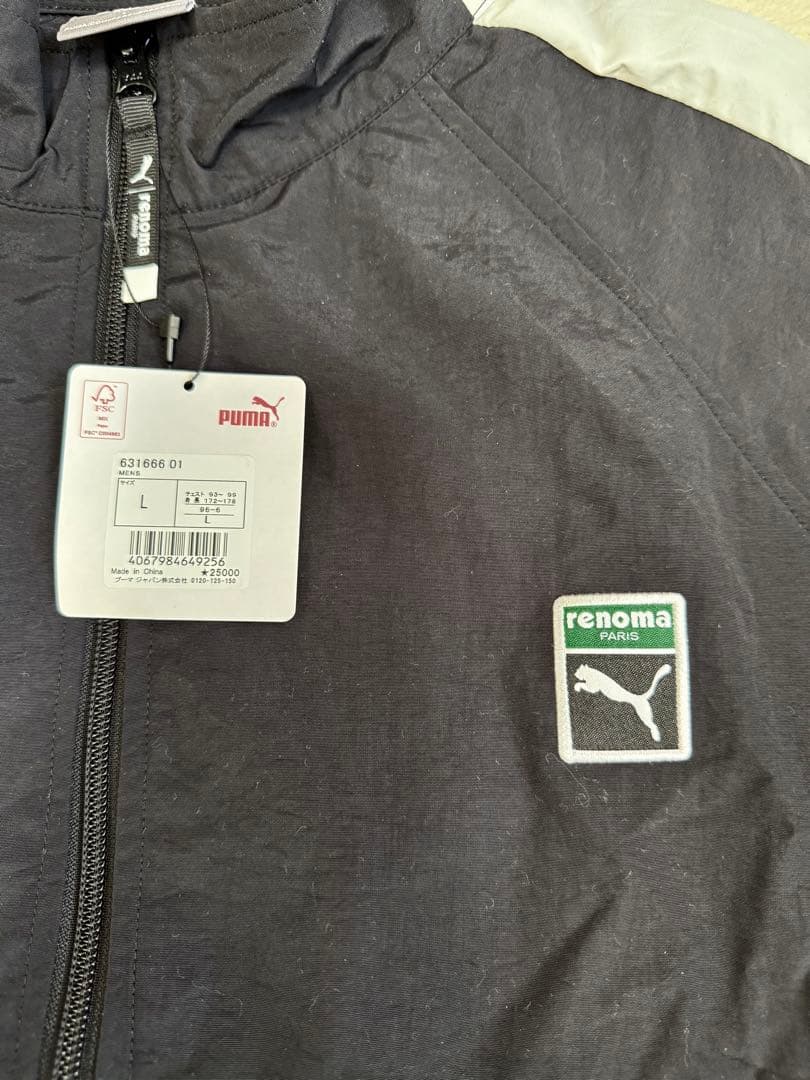 renoma
FSC
MIX
PUMA®
631666 01
MENS
サイズ
L
チェスト 93~ 99
身 長 172~178
96-6
L
4067984649256
Made in China
★25000
プーマ ジャパン株式会社 0120-125-150
renoma
PARIS